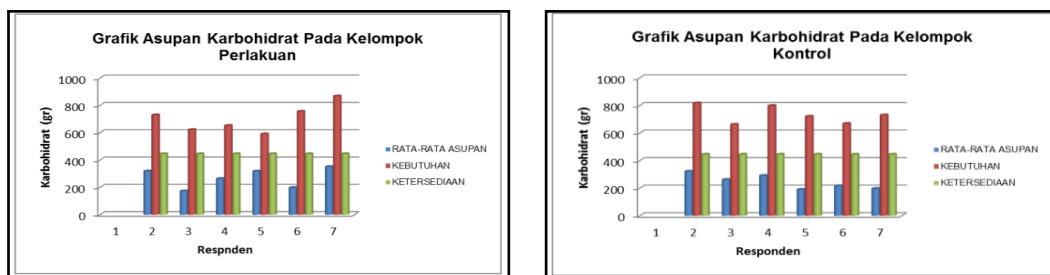 Grafik Asupan Karbohidrat Pada Kelompok
Perlakuan
Karbohidrat (gr)
1000
800
600
400
200
0
1 2 3 4 5 6 7
Respnden
RATA-RATA ASUPAN
KEBUTUHAN
KETERSEDIAAN
Grafik Asupan Karbohidrat Pada Kelompok
Kontrol
Karbohidrat (gr)
1000
800
600
400
200
0
1 2 3 4 5 6 7
Responden
RATA-RATA ASUPAN
KEBUTUHAN
KETERSEDIAAN